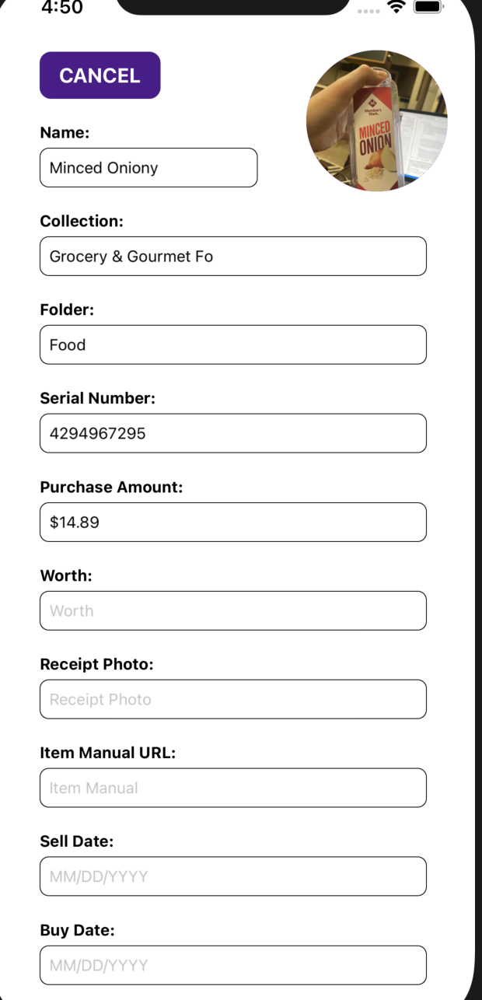 4:50
CANCEL
Member's
Mark
MINCED
ONION
Name:
Minced Oniony
Collection:
Grocery & Gourmet Fo
Folder:
Food
Serial Number:
4294967295
Purchase Amount:
$14.89
Worth:
Worth
Receipt Photo:
Receipt Photo
Item Manual URL:
Item Manual
Sell Date:
MM/DD/YYYY
Buy Date:
MM/DD/YYYY